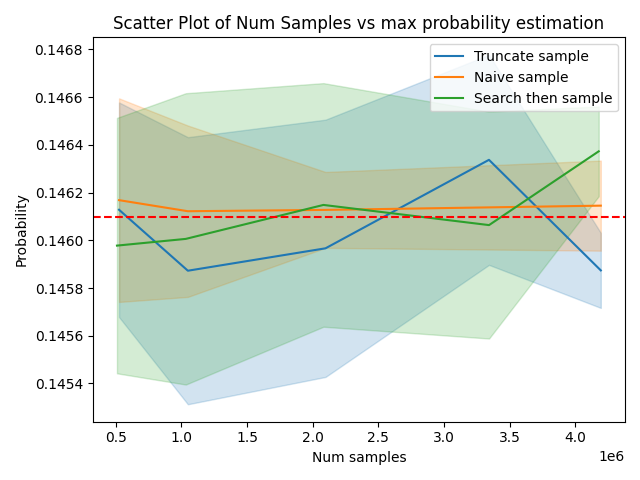 Scatter Plot of Num Samples vs max probability estimation
0.1468
0.1466
0.1464
0.1462
0.1460
0.1458
0.1456
0.1454
Probability
Truncate sample
Naive sample
Search then sample
0.5 1.0 1.5 2.0 2.5 3.0 3.5 4.0
1e6
Num samples